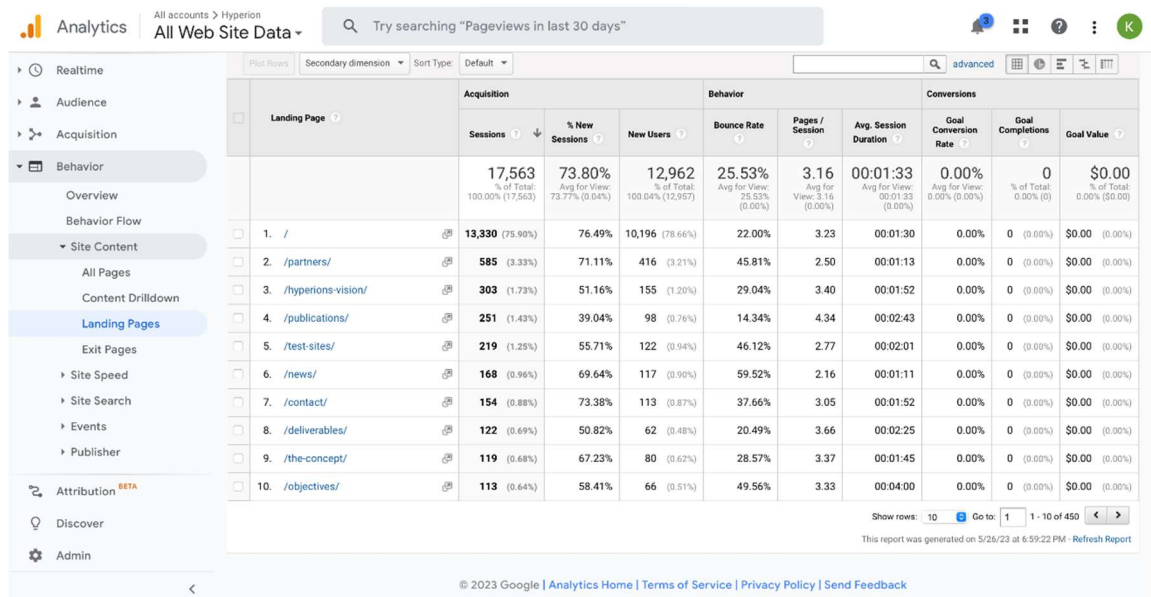 All accounts > Hyperion
Analytics
All Web Site Data
Try searching “Pageviews in last 30 days”
3
K
Realtime
Audience
Acquisition
Behavior
Overview
Behavior Flow
Site Content
All Pages
Content Drilldown
Landing Pages
Exit Pages
Site Speed
Site Search
Events
Publisher
Attribution BETA
Discover
Admin
Plot Rows Secondary dimension Sort Type: Default advanced
Acquisition Behavior Conversions
Landing Page Sessions % New Sessions New Users Bounce Rate Pages / Session Avg. Session Duration Goal Conversion Rate Goal Completions Goal Value
17,563 73.80% 12,962 25.53% 3.16 00:01:33 0.00% 0 $0.00
% of Total: 100.00% (17,563) Avg for View: 73.77% (0.04%) % of Total: 100.04% (12,957) Avg for View: 25.53% (0.00%) Avg for View: 3.16 (0.00%) Avg for View: 00:01:33 (0.00%) Avg for View: 0.00% (0.00%) % of Total: 0.00% (0) % of Total: 0.00% ($0.00)
1. / 13,330 (75.90%) 76.49% 10,196 (78.66%) 22.00% 3.23 00:01:30 0.00% 0 (0.00%) $0.00 (0.00%)
2. /partners/ 585 (3.33%) 71.11% 416 (3.21%) 45.81% 2.50 00:01:13 0.00% 0 (0.00%) $0.00 (0.00%)
3. /hyperions-vision/ 303 (1.73%) 51.16% 155 (1.20%) 29.04% 3.40 00:01:52 0.00% 0 (0.00%) $0.00 (0.00%)
4. /publications/ 251 (1.43%) 39.04% 98 (0.76%) 14.34% 4.34 00:02:43 0.00% 0 (0.00%) $0.00 (0.00%)
5. /test-sites/ 219 (1.25%) 55.71% 122 (0.94%) 46.12% 2.77 00:02:01 0.00% 0 (0.00%) $0.00 (0.00%)
6. /news/ 168 (0.96%) 69.64% 117 (0.90%) 59.52% 2.16 00:01:11 0.00% 0 (0.00%) $0.00 (0.00%)
7. /contact/ 154 (0.88%) 73.38% 113 (0.87%) 37.66% 3.05 00:01:52 0.00% 0 (0.00%) $0.00 (0.00%)
8. /deliverables/ 122 (0.69%) 50.82% 62 (0.48%) 20.49% 3.66 00:02:25 0.00% 0 (0.00%) $0.00 (0.00%)
9. /the-concept/ 119 (0.68%) 67.23% 80 (0.62%) 28.57% 3.37 00:01:45 0.00% 0 (0.00%) $0.00 (0.00%)
10. /objectives/ 113 (0.64%) 58.41% 66 (0.51%) 49.56% 3.33 00:04:00 0.00% 0 (0.00%) $0.00 (0.00%)
Show rows: 10 Go to: 1 1 - 10 of 450
This report was generated on 5/26/23 at 6:59:22 PM - Refresh Report
© 2023 Google | Analytics Home | Terms of Service | Privacy Policy | Send Feedback